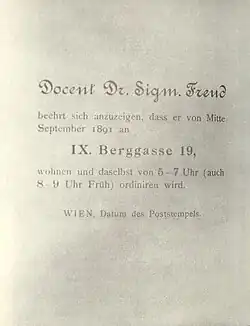 Docent Dr. Sigm. Freud
beehrt sich anzuzeigen, dass er von Mitte
September 1891 an
IX. Berggasse 19,
wohnen und daselbst von 5–7 Uhr (auch
8–9 Uhr Früh) ordiniren wird.
WIEN, Datum des Poststempels.